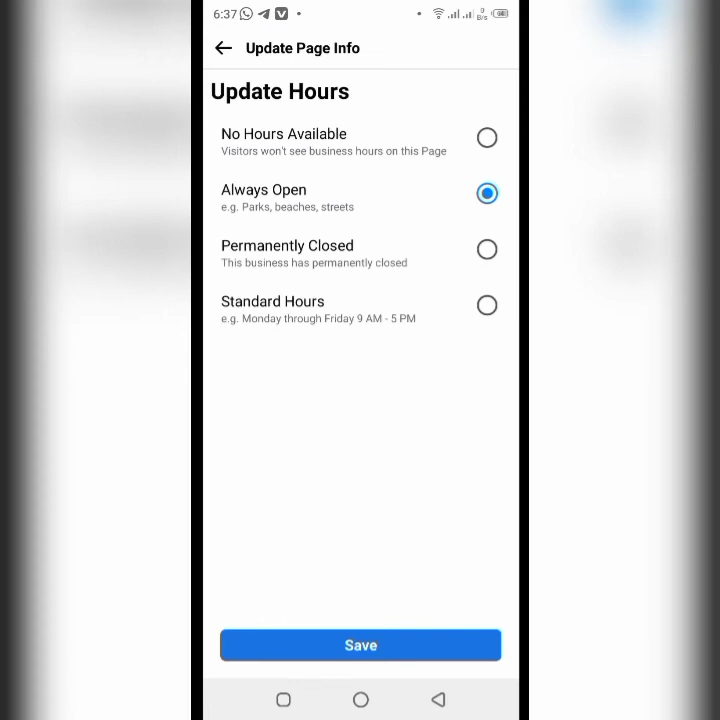 6:37
0
B/s
Update Page Info
Update Hours
No Hours Available
Visitors won't see business hours on this Page
Always Open
e.g. Parks, beaches, streets
Permanently Closed
This business has permanently closed
Standard Hours
e.g. Monday through Friday 9 AM - 5 PM
Save